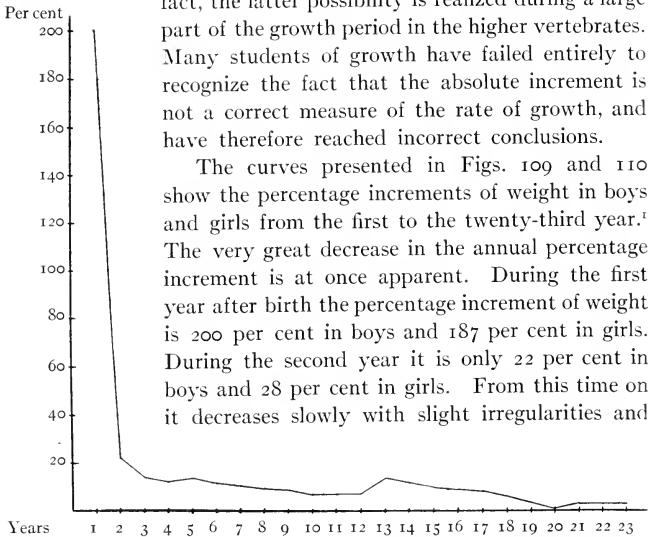 Per cent
fact, the latter possibility is realized during a large
part of the growth period in the higher vertebrates.
Many students of growth have failed entirely to
recognize the fact that the absolute increment is
not a correct measure of the rate of growth, and
have therefore reached incorrect conclusions.
The curves presented in Figs. 109 and 110
show the percentage increments of weight in boys
and girls from the first to the twenty-third year.¹
The very great decrease in the annual percentage
increment is at once apparent. During the first
year after birth the percentage increment of weight
is 200 per cent in boys and 187 per cent in girls.
During the second year it is only 22 per cent in
boys and 28 per cent in girls. From this time on
it decreases slowly with slight irregularities and
200
180
160
140
120
100
80
60
40
20
Years 1 2 3 4 5 6 7 8 9 10 11 12 13 14 15 16 17 18 19 20 21 22 23